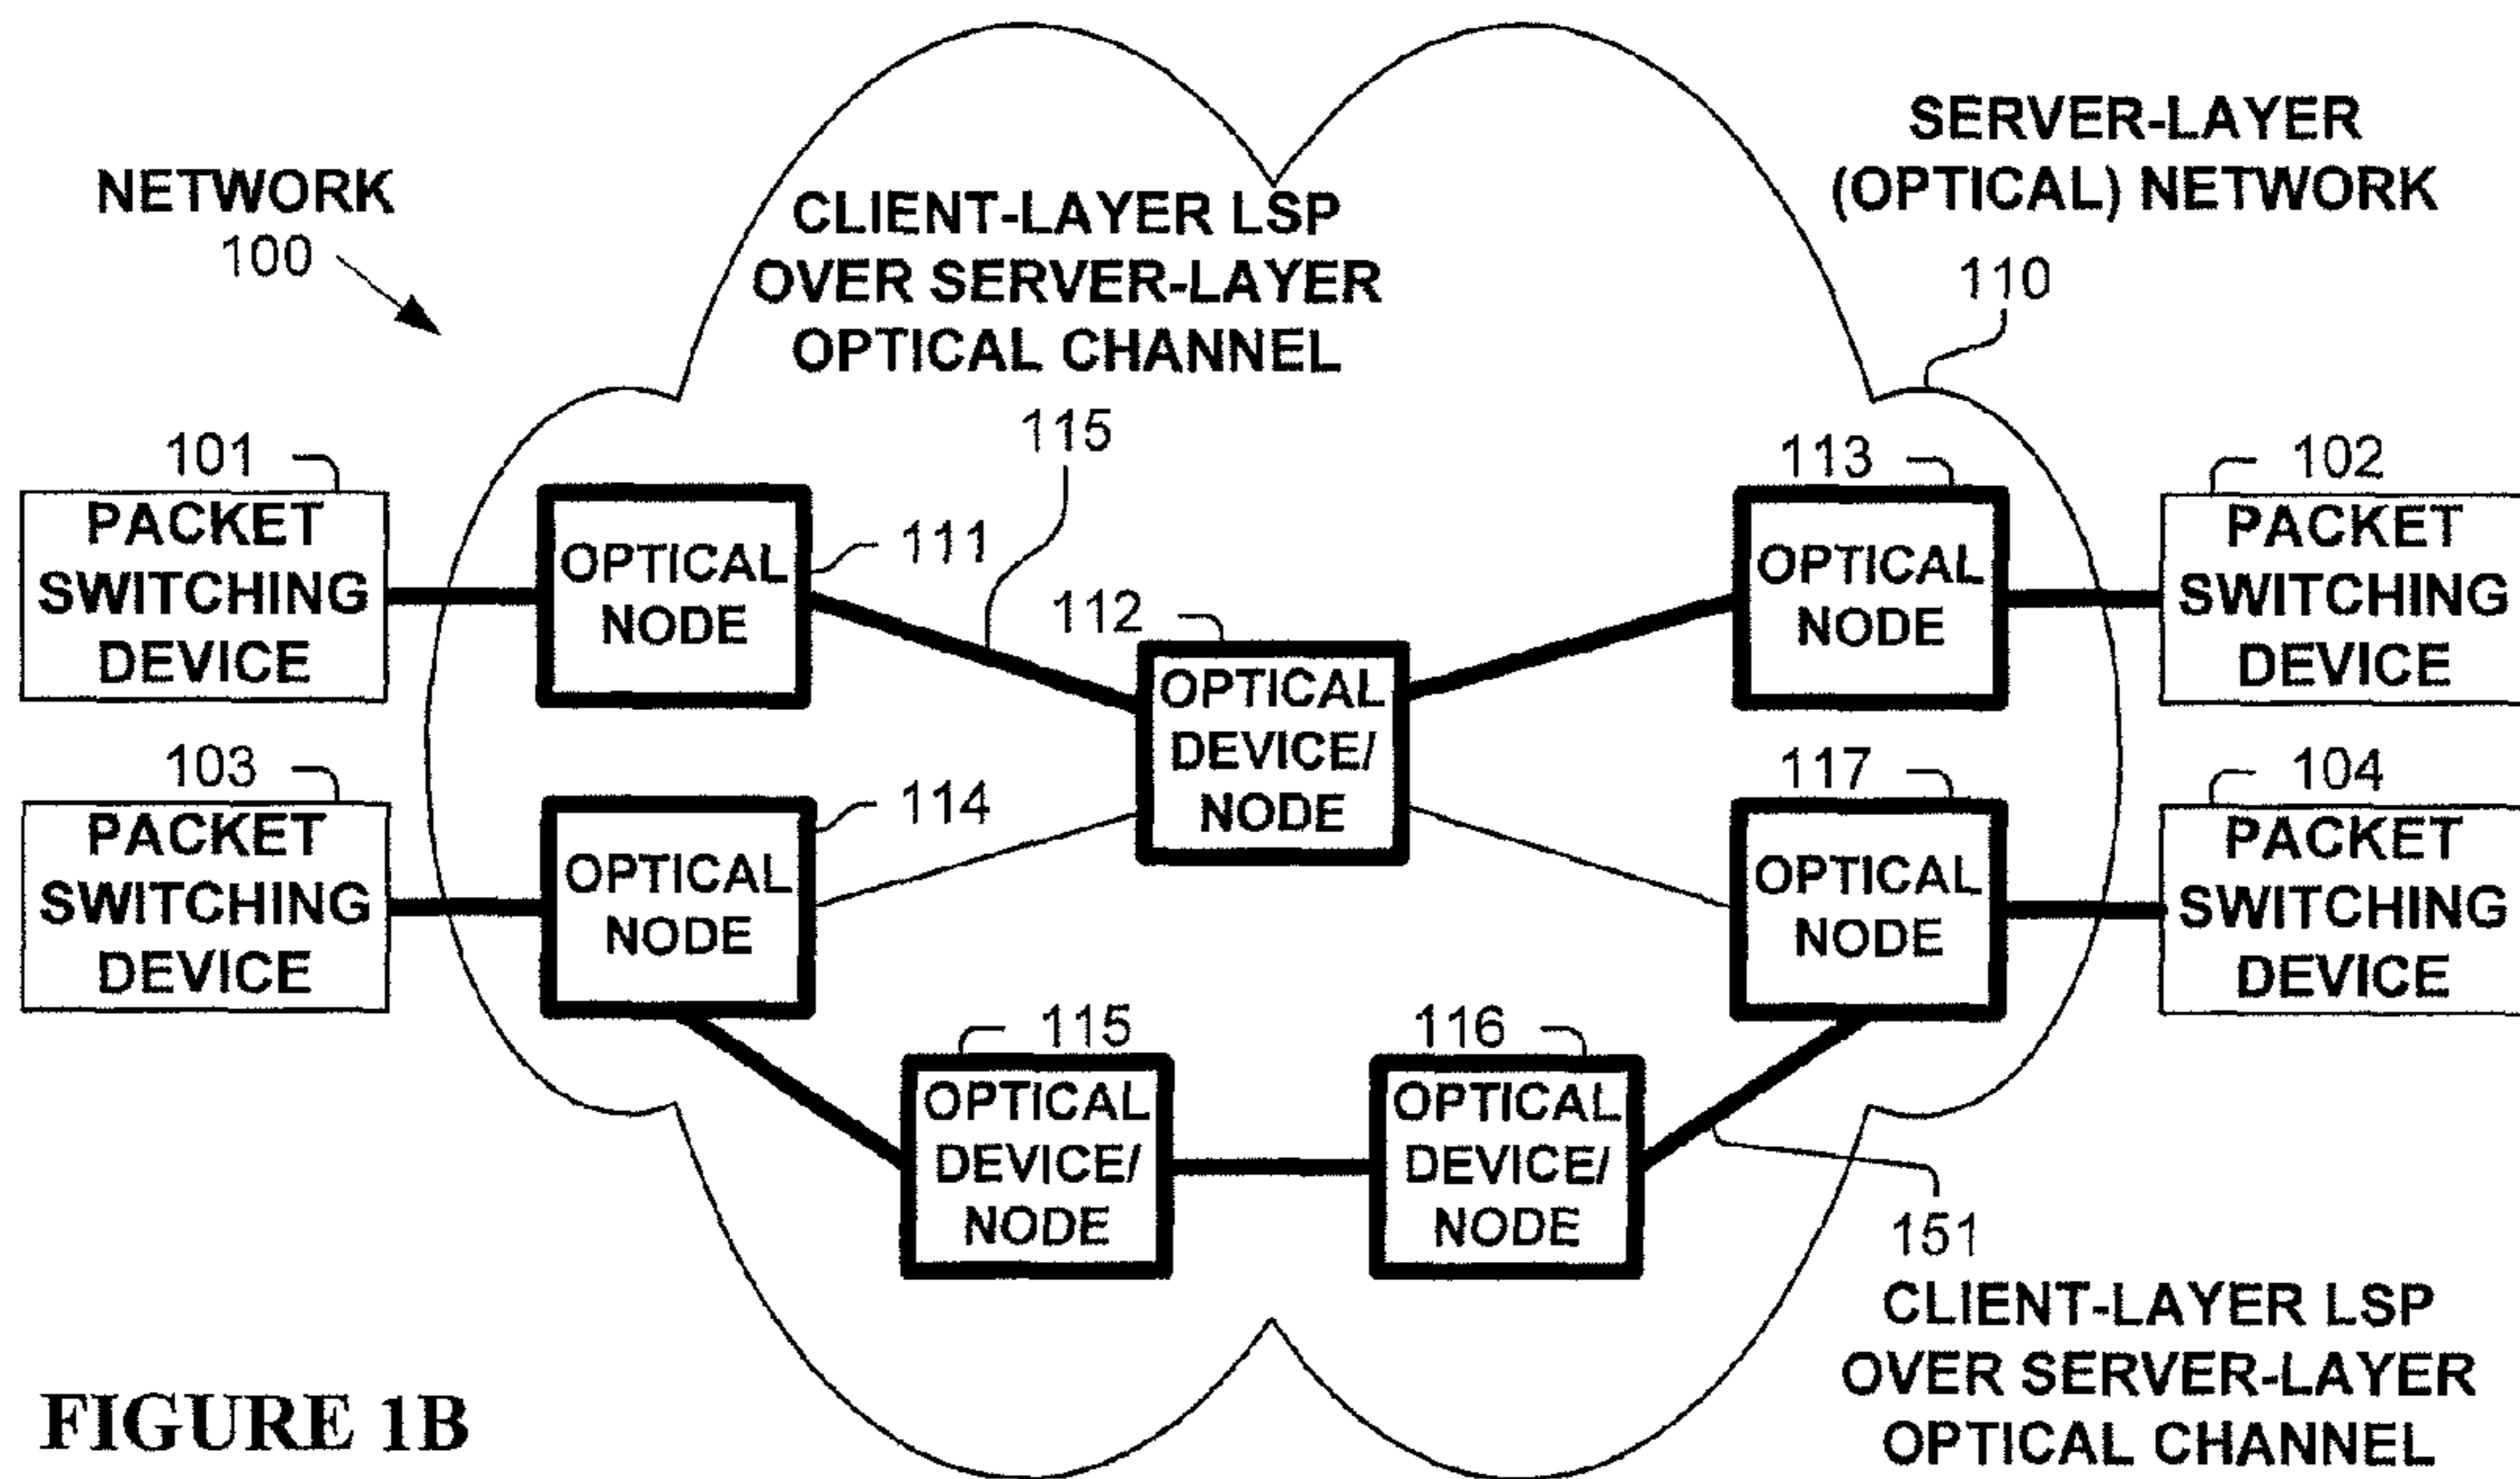 NETWORK
100
CLIENT-LAYER LSP
OVER SERVER-LAYER
OPTICAL CHANNEL
115
SERVER-LAYER
(OPTICAL) NETWORK
110
101
PACKET
SWITCHING
DEVICE
OPTICAL
NODE
111
112
OPTICAL
DEVICE/
NODE
113
OPTICAL
NODE
102
PACKET
SWITCHING
DEVICE
103
PACKET
SWITCHING
DEVICE
114
OPTICAL
NODE
117
OPTICAL
NODE
104
PACKET
SWITCHING
DEVICE
115
OPTICAL
DEVICE/
NODE
116
OPTICAL
DEVICE/
NODE
151
CLIENT-LAYER LSP
OVER SERVER-LAYER
OPTICAL CHANNEL
FIGURE 1B